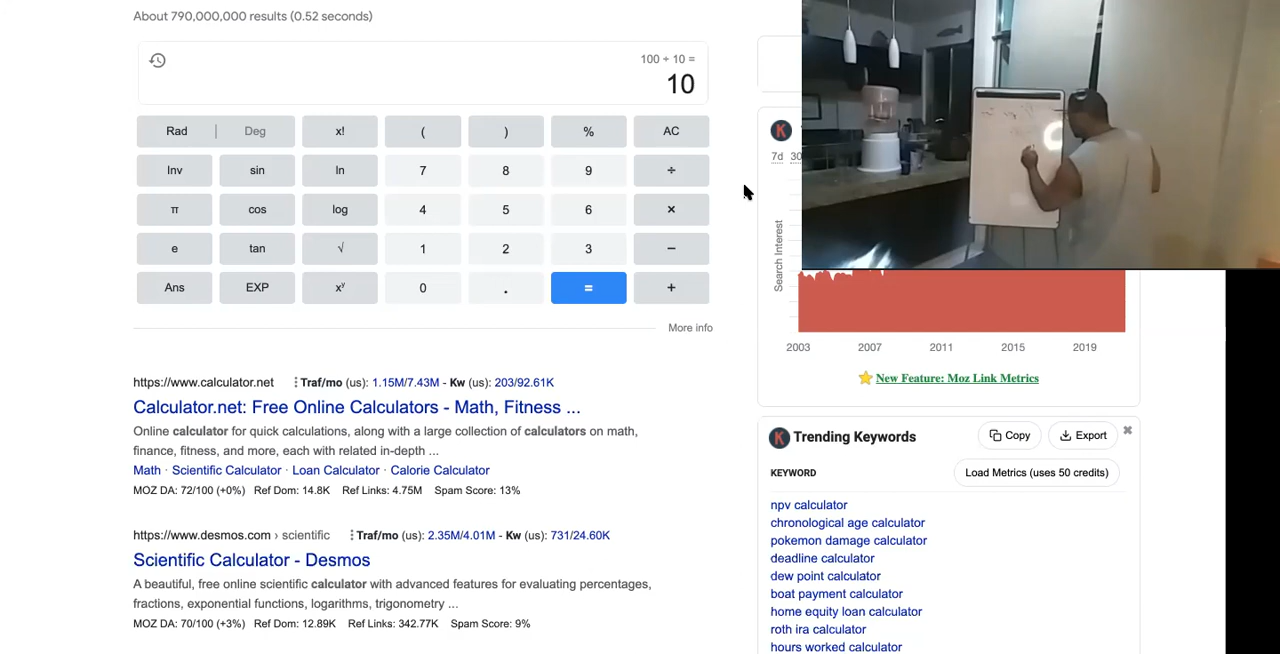 About 790,000,000 results (0.52 seconds)
100 ÷ 10 =
10
Rad | Deg x! ( ) % AC
Inv sin ln 7 8 9 ÷
π cos log 4 5 6 ×
e tan √ 1 2 3 −
Ans EXP xʸ 0 . = +
More info
https://www.calculator.net Traf/mo (us): 1.15M/7.43M - Kw (us): 203/92.61K
Calculator.net: Free Online Calculators - Math, Fitness ...
Online calculator for quick calculations, along with a large collection of calculators on math,
finance, fitness, and more, each with related in-depth ...
Math · Scientific Calculator · Loan Calculator · Calorie Calculator
MOZ DA: 72/100 (+0%) Ref Dom: 14.8K Ref Links: 4.75M Spam Score: 13%
https://www.desmos.com › scientific Traf/mo (us): 2.35M/4.01M - Kw (us): 731/24.60K
Scientific Calculator - Desmos
A beautiful, free online scientific calculator with advanced features for evaluating percentages,
fractions, exponential functions, logarithms, trigonometry ...
MOZ DA: 70/100 (+3%) Ref Dom: 12.89K Ref Links: 342.77K Spam Score: 9%
K
7d 30
Search Interest
2003 2007 2011 2015 2019
New Feature: Moz Link Metrics
K Trending Keywords Copy Export
KEYWORD Load Metrics (uses 50 credits)
npv calculator
chronological age calculator
pokemon damage calculator
deadline calculator
dew point calculator
boat payment calculator
home equity loan calculator
roth ira calculator
hours worked calculator